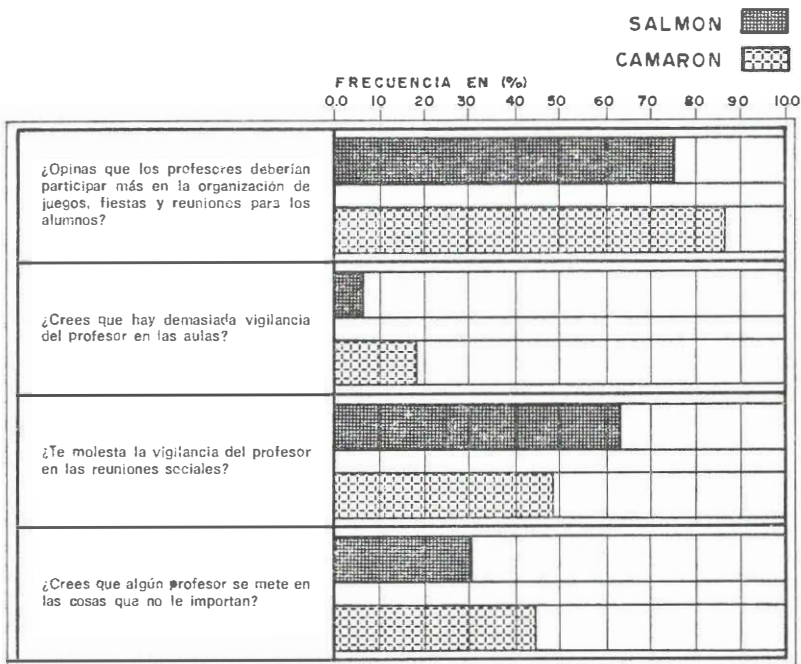 SALMON
CAMARON
FRECUENCIA EN (%)
0.0 10 20 30 40 50 60 70 80 90 100
¿Opinas que los profesores deberían
participar más en la organización de
juegos, fiestas y reuniones para los
alumnos?
¿Crees que hay demasiada vigilancia
del profesor en las aulas?
¿Te molesta la vigilancia del profesor
en las reuniones sociales?
¿Crees que algún profesor se mete en
las cosas que no le importan?